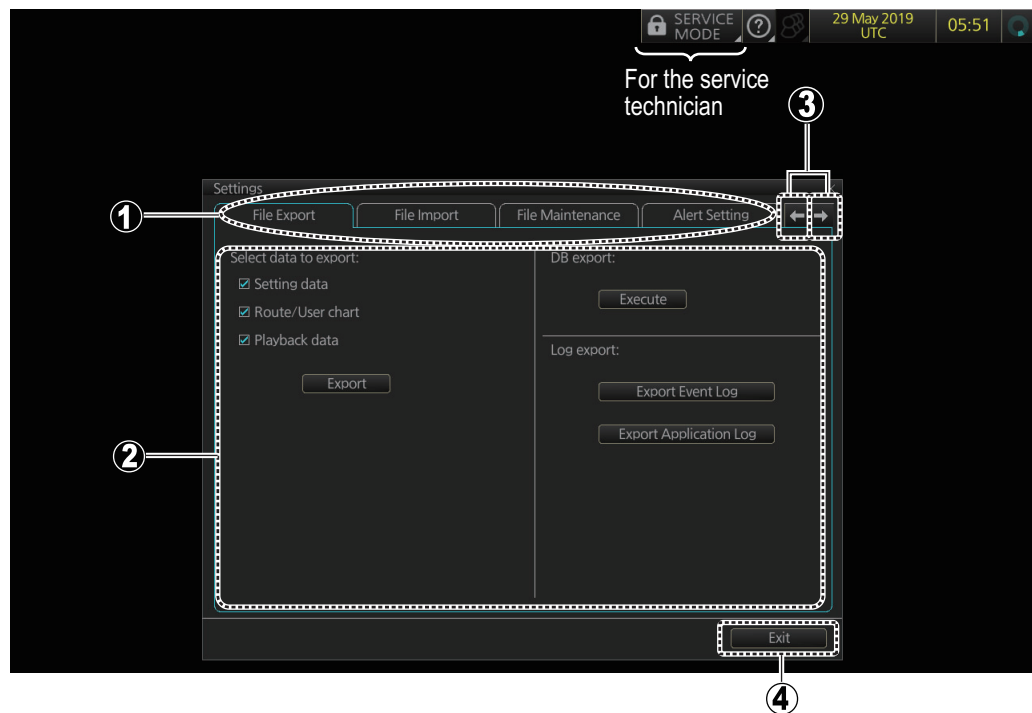 SERVICE
MODE
?
29 May 2019
UTC
05:51
For the service
technician
3
Settings
1
File Export
File Import
File Maintenance
Alert Setting
Select data to export:
DB export:
Setting data
Execute
Route/User chart
Playback data
Log export:
Export
Export Event Log
Export Application Log
2
Exit
4